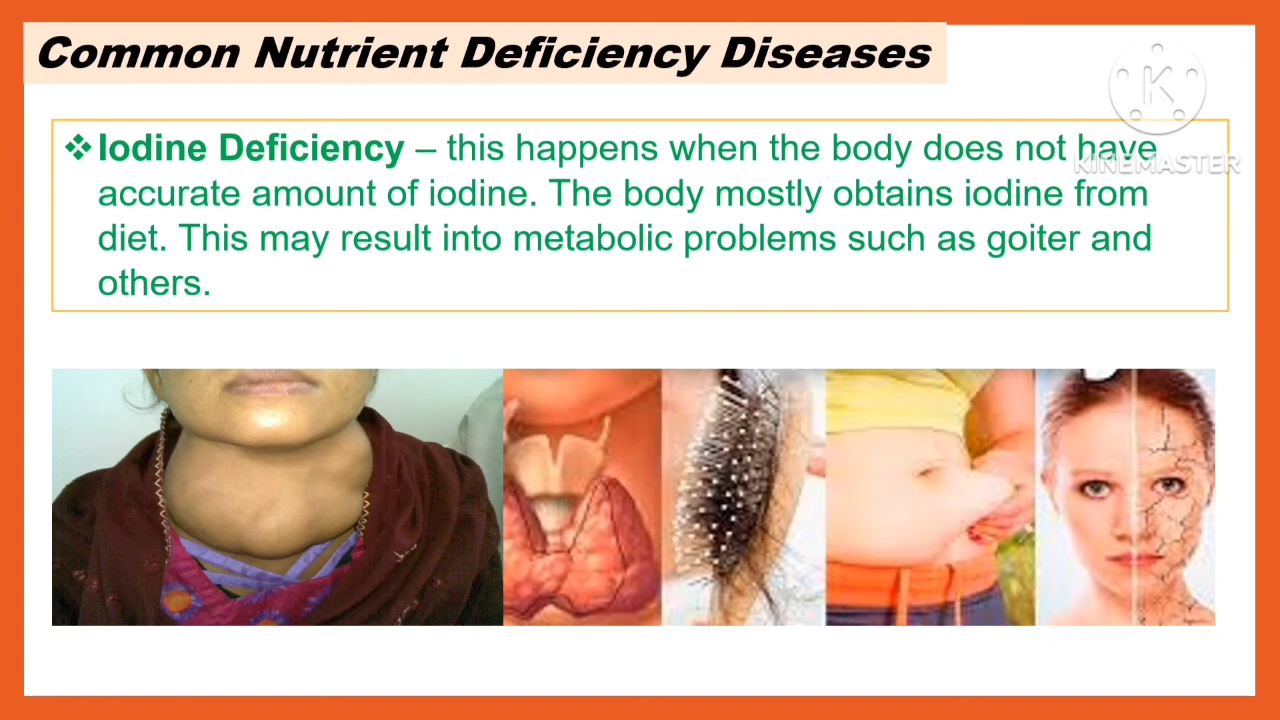 Common Nutrient Deficiency Diseases
K
KINEMASTER
❖Iodine Deficiency – this happens when the body does not have
accurate amount of iodine. The body mostly obtains iodine from
diet. This may result into metabolic problems such as goiter and
others.